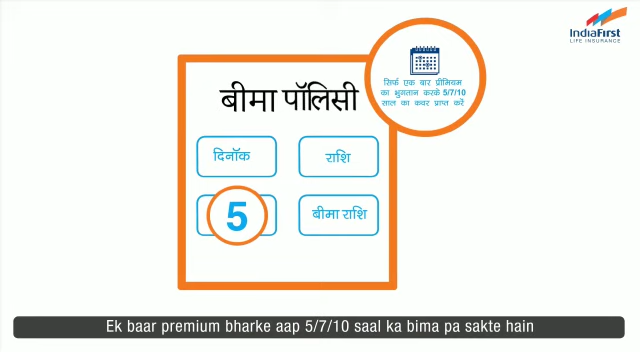 IndiaFirst
LIFE INSURANCE
सिर्फ एक बार प्रीमियम
का भुगतान करके 5/7/10
साल का कवर प्राप्त करें
बीमा पॉलिसी
दिनॉक
राशि
5
बीमा राशि
Ek baar premium bharke aap 5/7/10 saal ka bima pa sakte hain